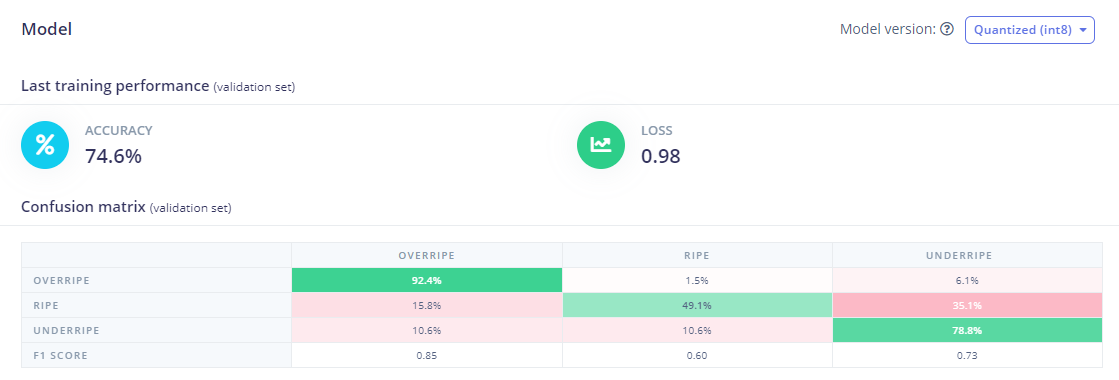 Model
Model version: ? Quantized (int8)
Last training performance (validation set)
% ACCURACY
74.6%
LOSS
0.98
Confusion matrix (validation set)
OVERRIPE RIPE UNDERRIPE
OVERRIPE 92.4% 1.5% 6.1%
RIPE 15.8% 49.1% 35.1%
UNDERRIPE 10.6% 10.6% 78.8%
F1 SCORE 0.85 0.60 0.73